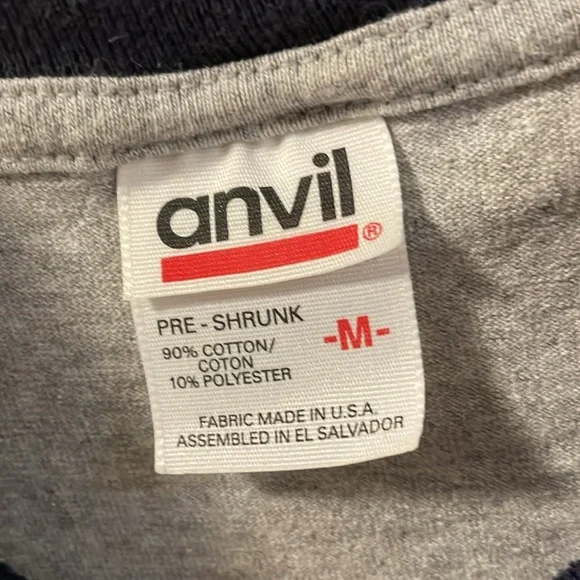 anvil®
PRE - SHRUNK
-M-
90% COTTON/
COTON
10% POLYESTER
FABRIC MADE IN U.S.A.
ASSEMBLED IN EL SALVADOR